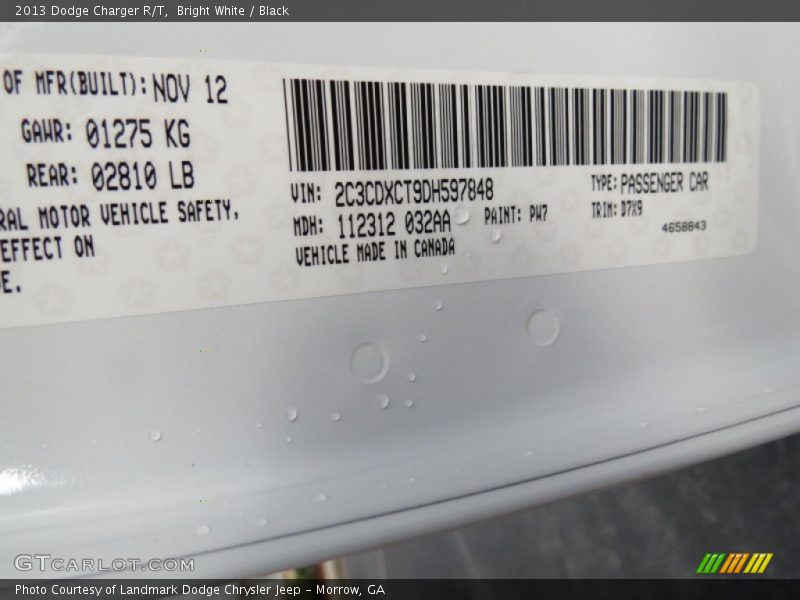 2013 Dodge Charger R/T, Bright White / Black
OF MFR(BUILT): NOV 12
GAWR: 01275 KG
REAR: 02810 LB
RAL MOTOR VEHICLE SAFETY,
EFFECT ON
E.
VIN: 2C3CDXCT9DH597848
TYPE: PASSENGER CAR
MDH: 112312 032AA PAINT: PW7
TRIM: D7X9
VEHICLE MADE IN CANADA
4658843
GTCARLOT.COM
Photo Courtesy of Landmark Dodge Chrysler Jeep – Morrow, GA